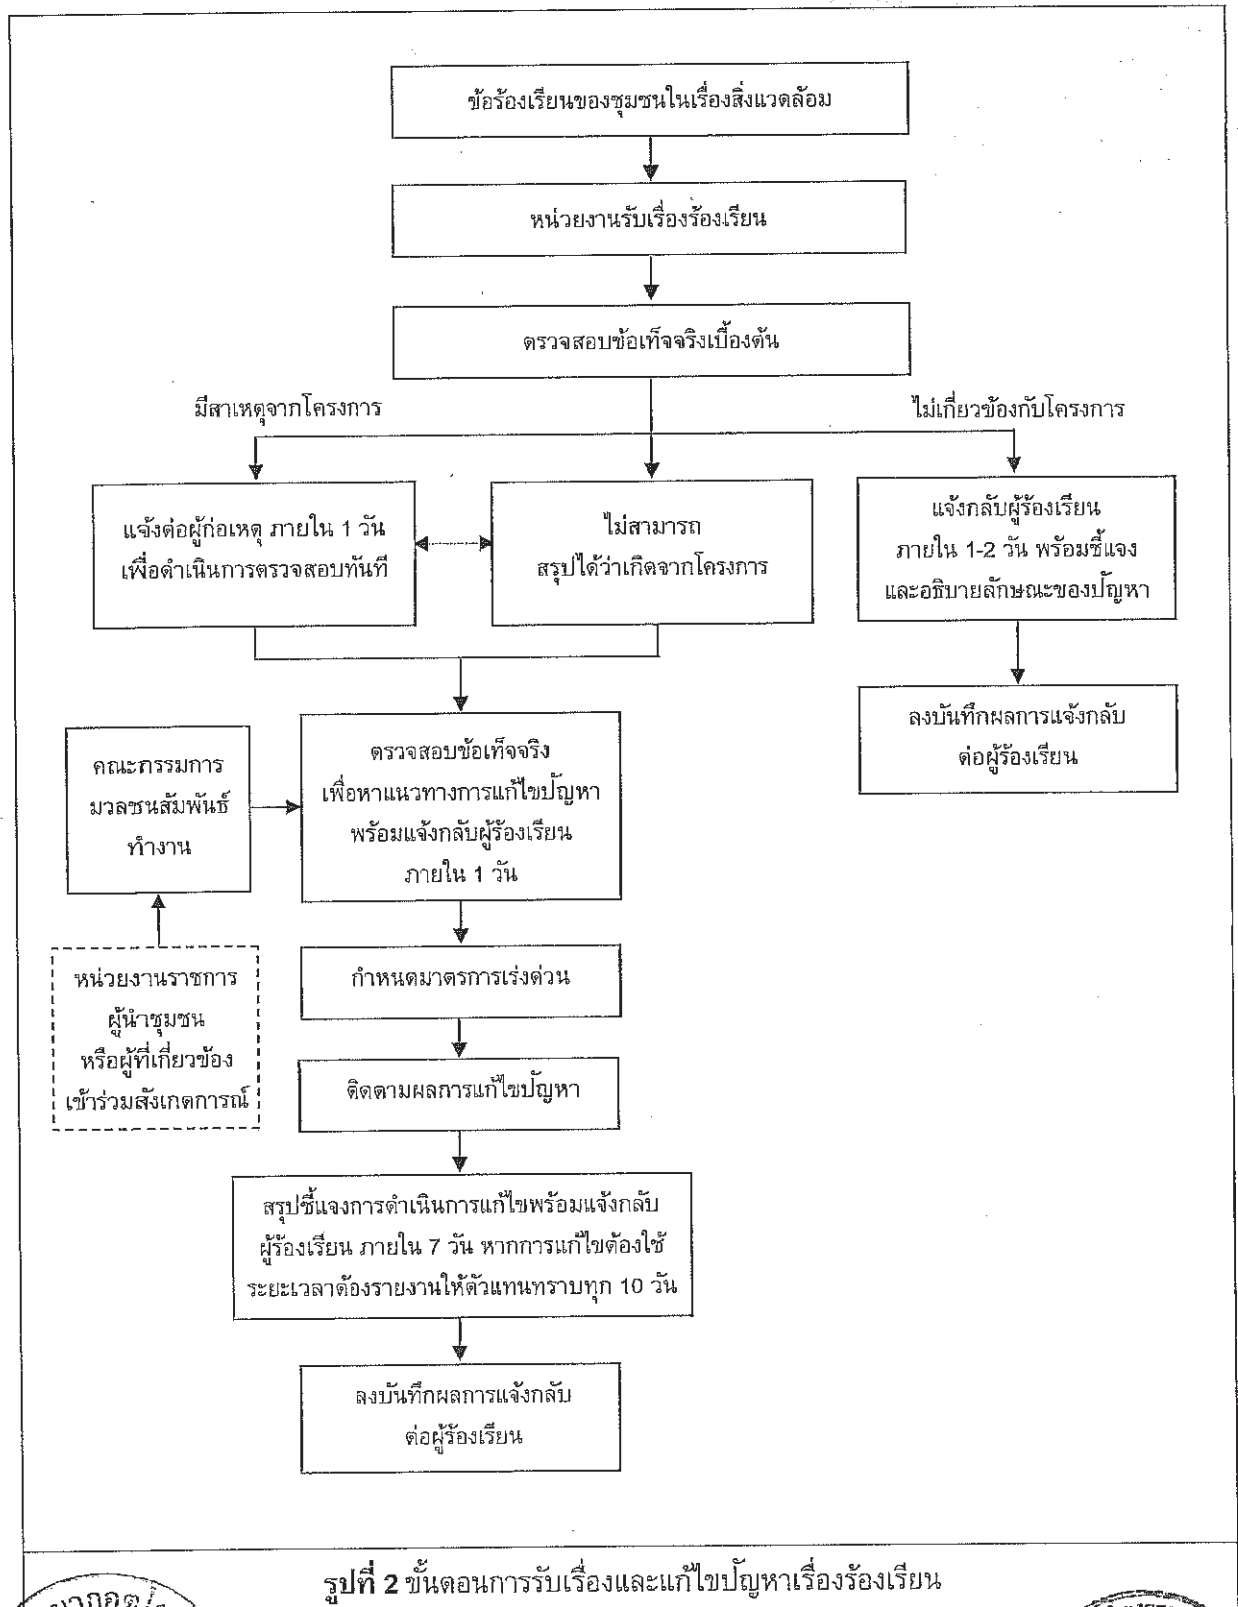 ข้อร้องเรียนของชุมชนในเรื่องสิ่งแวดล้อม
หน่วยงานรับเรื่องร้องเรียน
ตรวจสอบข้อเท็จจริงเบื้องต้น
มีสาเหตุจากโครงการ
ไม่เกี่ยวข้องกับโครงการ
แจ้งต่อผู้ก่อเหตุ ภายใน 1 วัน
เพื่อดำเนินการตรวจสอบทันที
ไม่สามารถ
สรุปได้ว่าเกิดจากโครงการ
แจ้งกลับผู้ร้องเรียน
ภายใน 1-2 วัน พร้อมชี้แจง
และอธิบายลักษณะของปัญหา
ลงบันทึกผลการแจ้งกลับ
ต่อผู้ร้องเรียน
คณะกรรมการ
มวลชนสัมพันธ์
ทำงาน
ตรวจสอบข้อเท็จจริง
เพื่อหาแนวทางการแก้ไขปัญหา
พร้อมแจ้งกลับผู้ร้องเรียน
ภายใน 1 วัน
หน่วยงานราชการ
ผู้นำชุมชน
หรือผู้ที่เกี่ยวข้อง
เข้าร่วมสังเกตการณ์
กำหนดมาตรการเร่งด่วน
ติดตามผลการแก้ไขปัญหา
สรุปชี้แจงการดำเนินการแก้ไขพร้อมแจ้งกลับ
ผู้ร้องเรียน ภายใน 7 วัน หากการแก้ไขต้องใช้
ระยะเวลาต้องรายงานให้ตัวแทนทราบทุก 10 วัน
ลงบันทึกผลการแจ้งกลับ
ต่อผู้ร้องเรียน
รูปที่ 2 ขั้นตอนการรับเรื่องและแก้ไขปัญหาเรื่องร้องเรียน